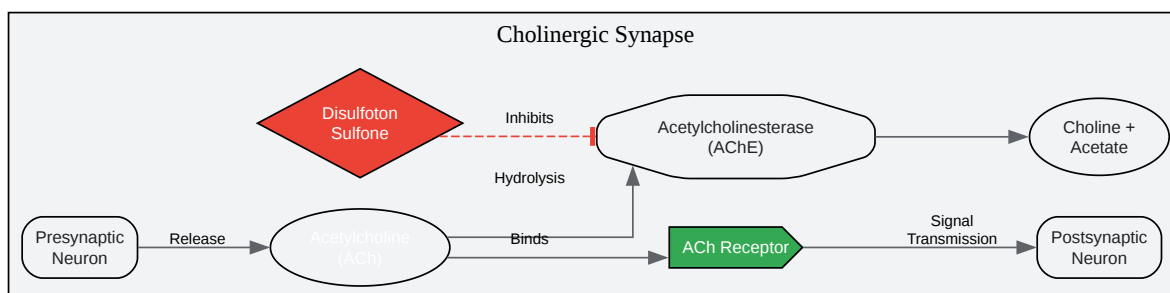 Cholinergic Synapse
Disulfoton
Sulfone
Inhibits
Acetylcholinesterase
(AChE)
Choline +
Acetate
Hydrolysis
Presynaptic
Neuron
Release
Acetylcholine
(ACh)
Binds
ACh Receptor
Signal
Transmission
Postsynaptic
Neuron